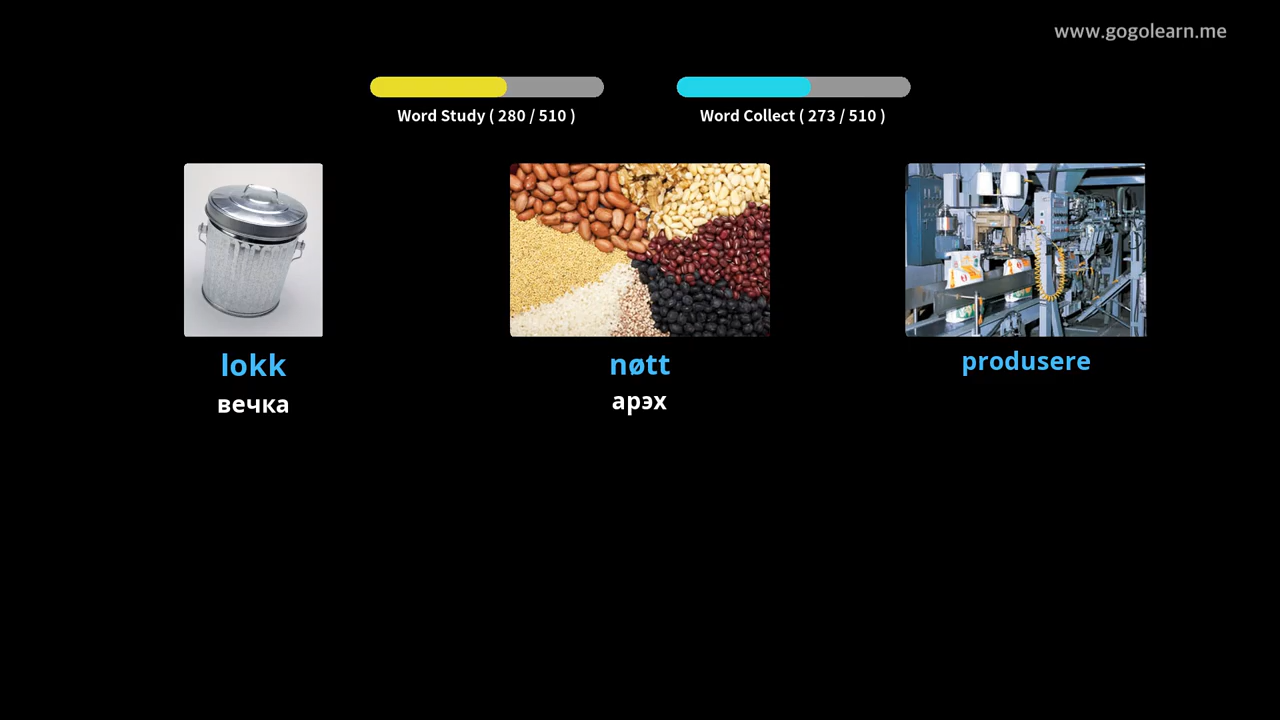 www.gogolearn.me
Word Study ( 280 / 510 )
Word Collect ( 273 / 510 )
lokk
вечка
nøtt
арэх
produsere